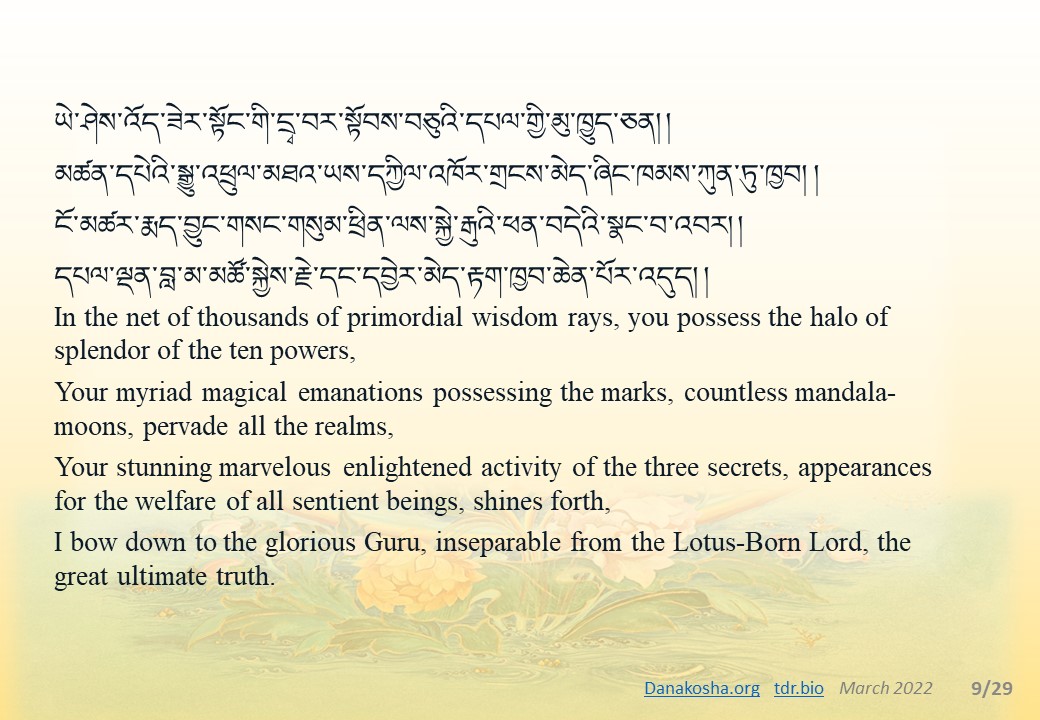 ཡེ་ཤེས་འོད་ཟེར་སྟོང་གི་དྲྭ་བར་སྟོབས་བཅུའི་དཔལ་གྱི་མུ་ཁྱུད་ཅན།།
མཚན་དཔེའི་སྒྱུ་འཕྲུལ་མཐའ་ཡས་དཀྱིལ་འཁོར་གྲངས་མེད་ཞིང་ཁམས་ཀུན་ཏུ་ཁྱབ།།
ངོ་མཚར་རྨད་བྱུང་གསང་གསུམ་ཕྲིན་ལས་སྐྱེ་རྒུའི་ཕན་བདེའི་སྣང་བ་འབར།།
དཔལ་ལྡན་བླ་མ་མཚོ་སྐྱེས་རྗེ་དང་དབྱེར་མེད་རྟག་ཁྱབ་ཆེན་པོར་འདུད།།
In the net of thousands of primordial wisdom rays, you possess the halo of
splendor of the ten powers,
Your myriad magical emanations possessing the marks, countless mandala-
moons, pervade all the realms,
Your stunning marvelous enlightened activity of the three secrets, appearances
for the welfare of all sentient beings, shines forth,
I bow down to the glorious Guru, inseparable from the Lotus-Born Lord, the
great ultimate truth.
Danakosha.org tdr.bio March 2022 9/29